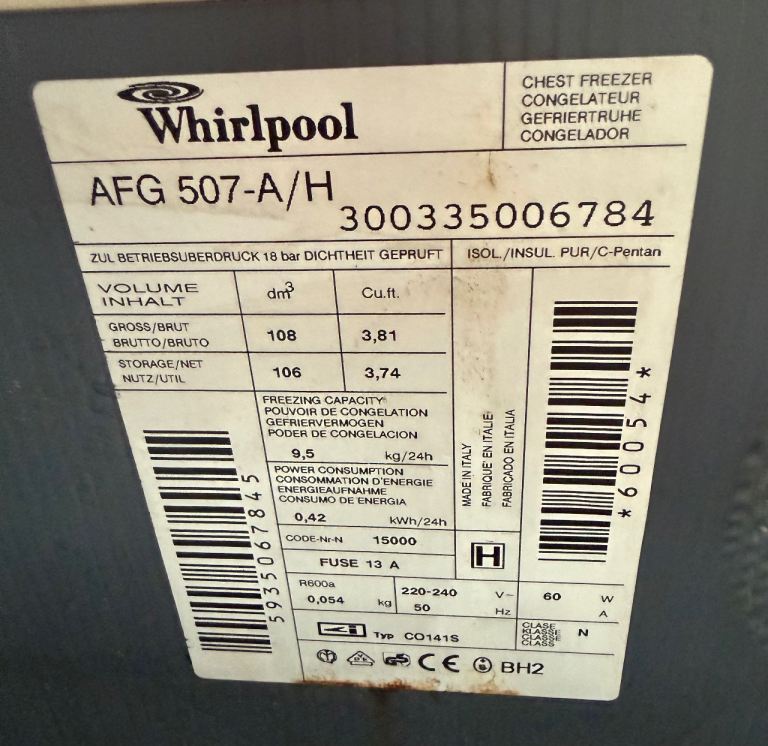 Whirlpool
CHEST FREEZER
CONGELATEUR
GEFRIERTRUHE
CONGELADOR
AFG 507-A/H
300335006784
ZUL BETRIEBSUBERDRUCK 18 bar DICHTHEIT GEPRUFT
ISOL./INSUL. PUR/C-Pentan
VOLUME
INHALT
dm³
Cu.ft.
GROSS/BRUT
BRUTTO/BRUTO
108
3,81
STORAGE/NET
NUTZ/UTIL
106
3,74
FREEZING CAPACITY
POUVOIR DE CONGELATION
GEFRIERVERMOGEN
PODER DE CONGELACION
9,5 kg/24h
POWER CONSUMPTION
CONSOMMATION D'ENERGIE
ENERGIEAUFNAHME
CONSUMO DE ENERGIA
0,42 kWh/24h
CODE-Nr-N 15000
FUSE 13 A
MADE IN ITALY
FABRIQUE' EN ITALIE
FABRICADO EN ITALIA
*60054*
59350678​45
H
R600a
0,054 kg
220-240 V~
50 Hz
60 W
A
Typ CO141S
CLASE
KLASSE
CLASSE
CLASS
N
CE
BH2